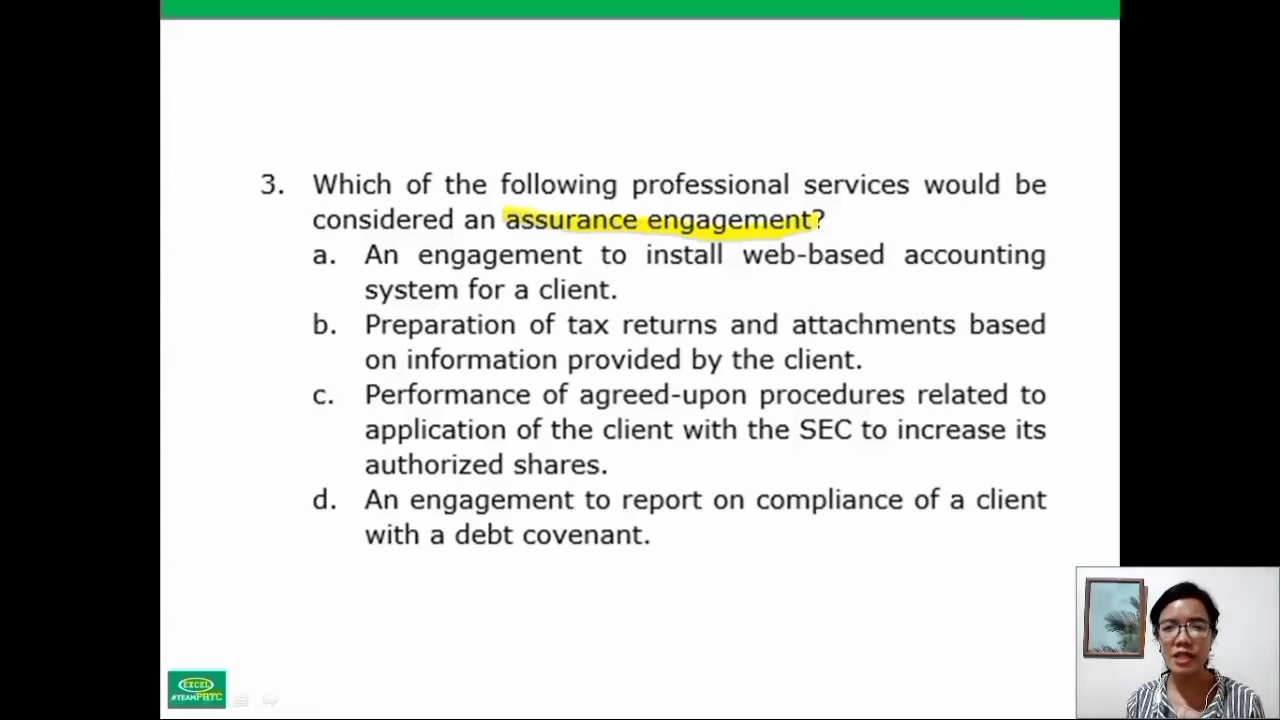 3. Which of the following professional services would be
considered an assurance engagement?
a. An engagement to install web-based accounting
system for a client.
b. Preparation of tax returns and attachments based
on information provided by the client.
c. Performance of agreed-upon procedures related to
application of the client with the SEC to increase its
authorized shares.
d. An engagement to report on compliance of a client
with a debt covenant.
EXCEL
#TEAMPRTC